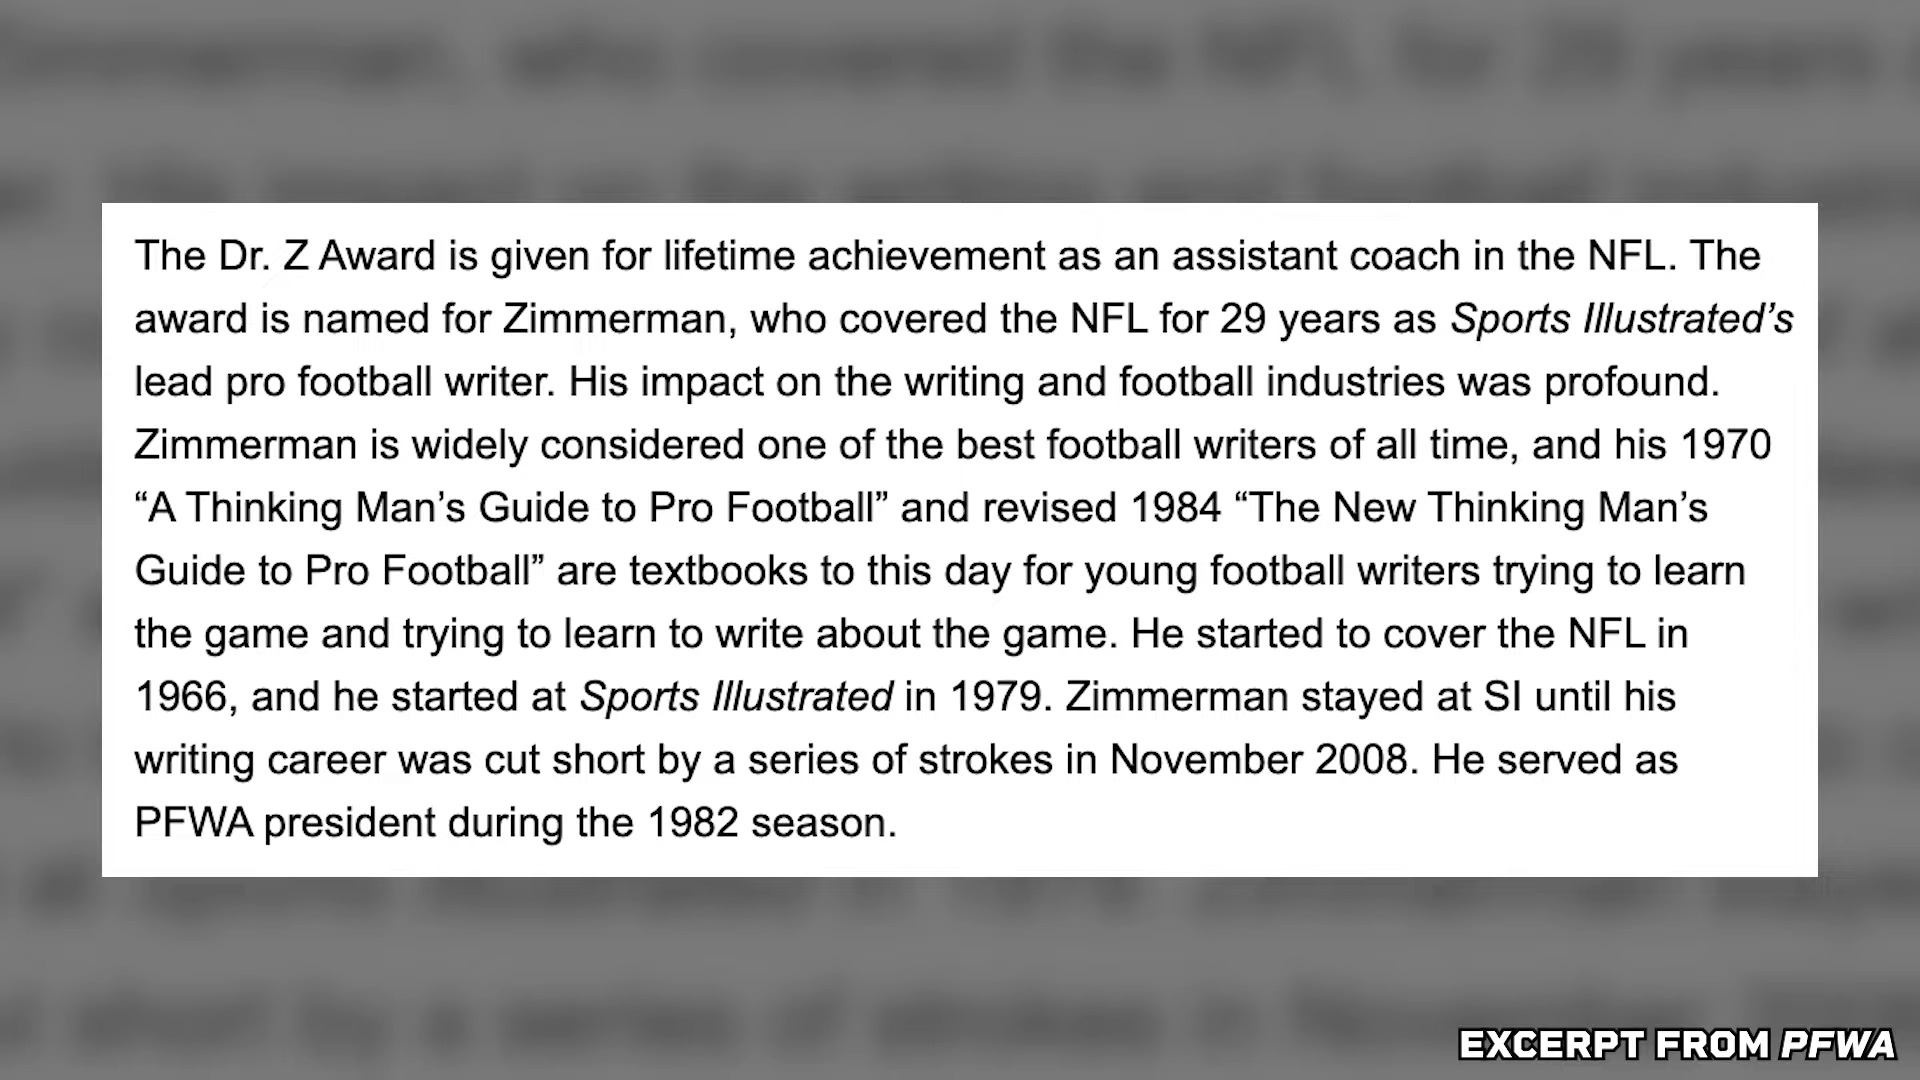 The Dr. Z Award is given for lifetime achievement as an assistant coach in the NFL. The
award is named for Zimmerman, who covered the NFL for 29 years as Sports Illustrated’s
lead pro football writer. His impact on the writing and football industries was profound.
Zimmerman is widely considered one of the best football writers of all time, and his 1970
“A Thinking Man’s Guide to Pro Football” and revised 1984 “The New Thinking Man’s
Guide to Pro Football” are textbooks to this day for young football writers trying to learn
the game and trying to learn to write about the game. He started to cover the NFL in
1966, and he started at Sports Illustrated in 1979. Zimmerman stayed at SI until his
writing career was cut short by a series of strokes in November 2008. He served as
PFWA president during the 1982 season.
EXCERPT FROM PFWA